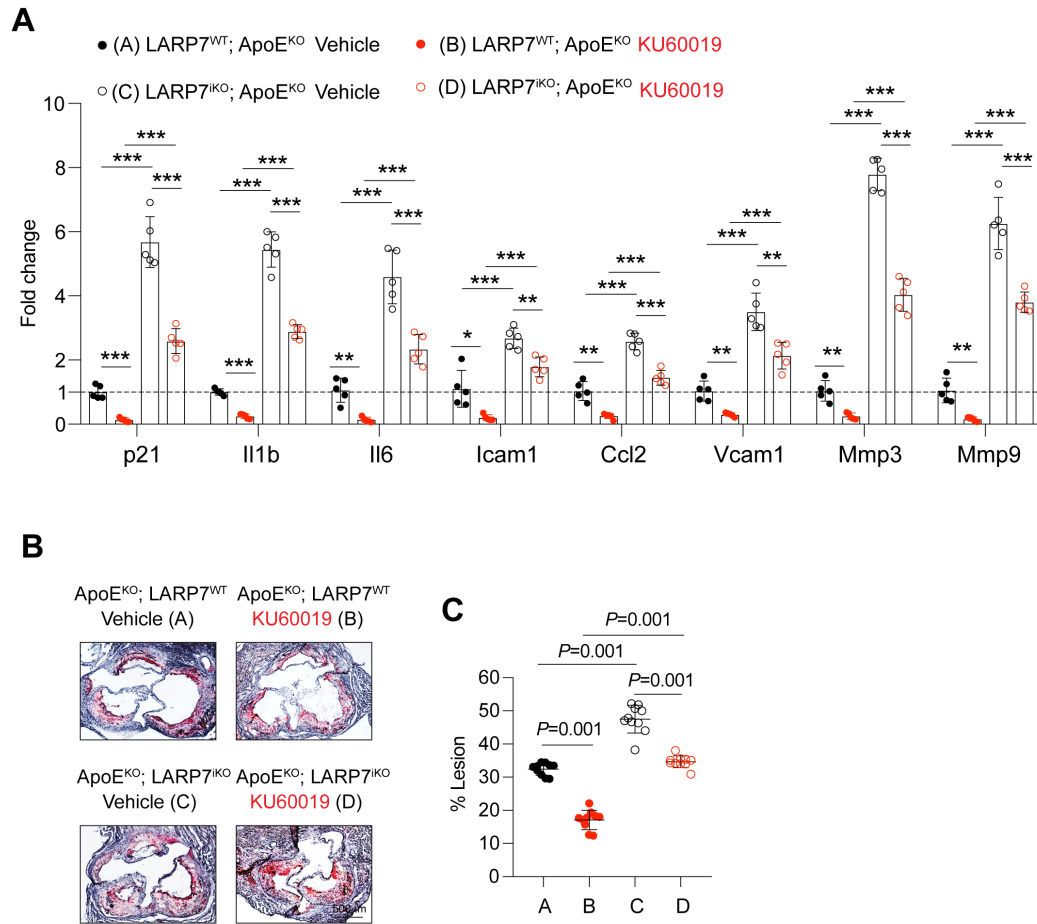 A
(A) LARP7WT; ApoEKO Vehicle
(B) LARP7WT; ApoEKO KU60019
(C) LARP7iKO; ApoEKO Vehicle
(D) LARP7iKO; ApoEKO KU60019
Fold change
10
8
6
4
2
1
0
*** *** *** ***
*** *** *** ***
** *** *** ***
* *** *** **
** *** *** ***
** *** *** **
** *** *** ***
** *** *** ***
p21 Il1b Il6 Icam1 Ccl2 Vcam1 Mmp3 Mmp9
B
ApoEKO; LARP7WT
Vehicle (A)
ApoEKO; LARP7WT
KU60019 (B)
ApoEKO; LARP7iKO
Vehicle (C)
ApoEKO; LARP7iKO
KU60019 (D)
C
P=0.001
P=0.001
P=0.001
P=0.001
% Lesion
60
50
40
30
20
10
0
A B C D